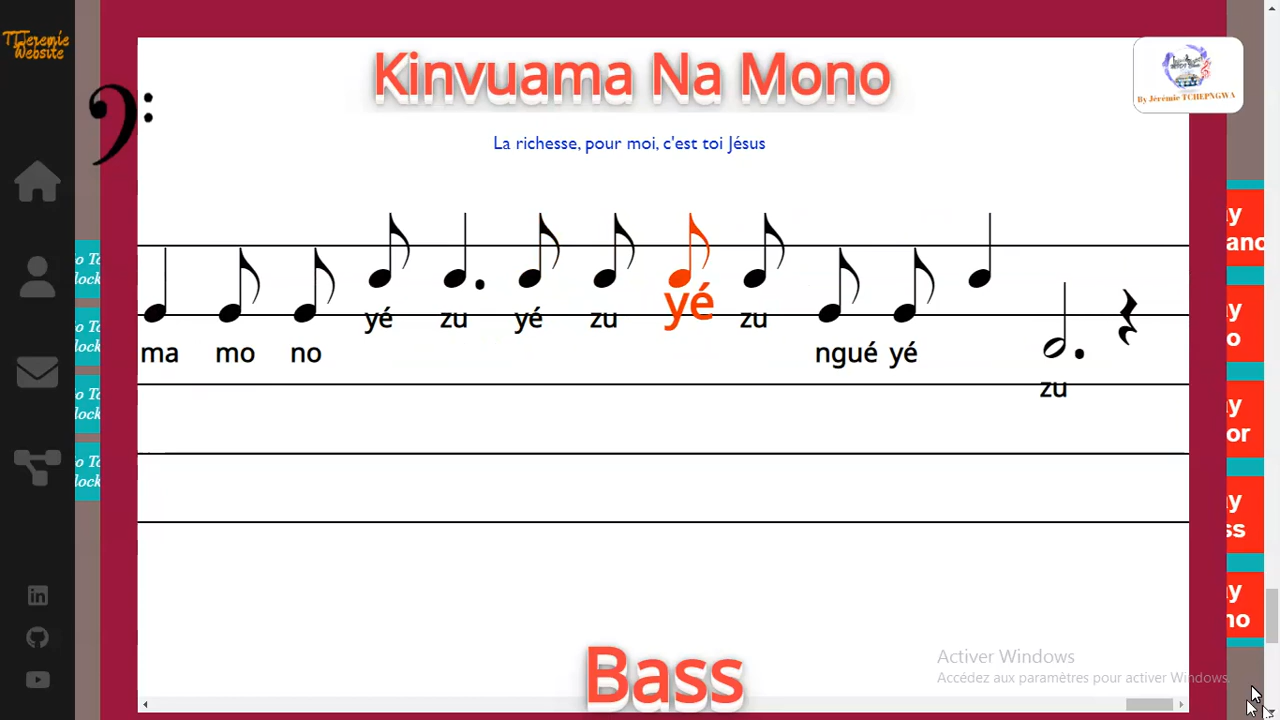 TTJeremie
Website
Kinvuama Na Mono
By Jérémie TCHEPNGWA
La richesse, pour moi, c'est toi Jésus
yé zu yé zu yé zu
ma mo no ngué yé
zu
Bass
Activer Windows
Accédez aux paramètres pour activer Windows.